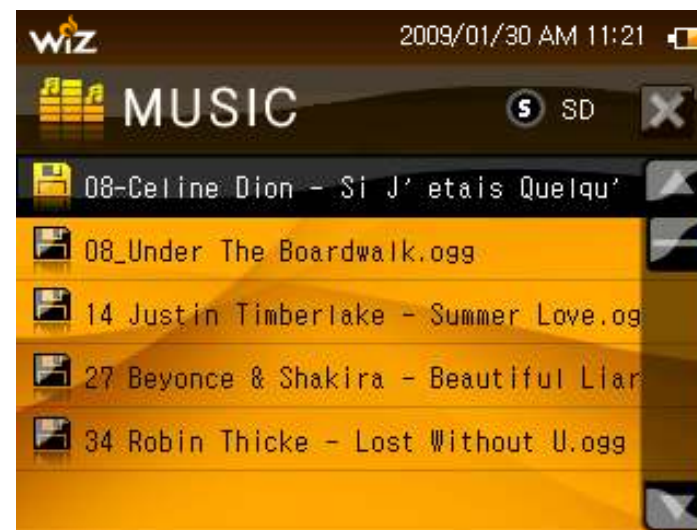 wiz 2009/01/30 AM 11:21
MUSIC S SD
08-Celine Dion - Si J' etais Quelqu'
08_Under The Boardwalk.ogg
14 Justin Timberlake - Summer Love.og
27 Beyonce & Shakira - Beautiful Liar
34 Robin Thicke - Lost Without U.ogg